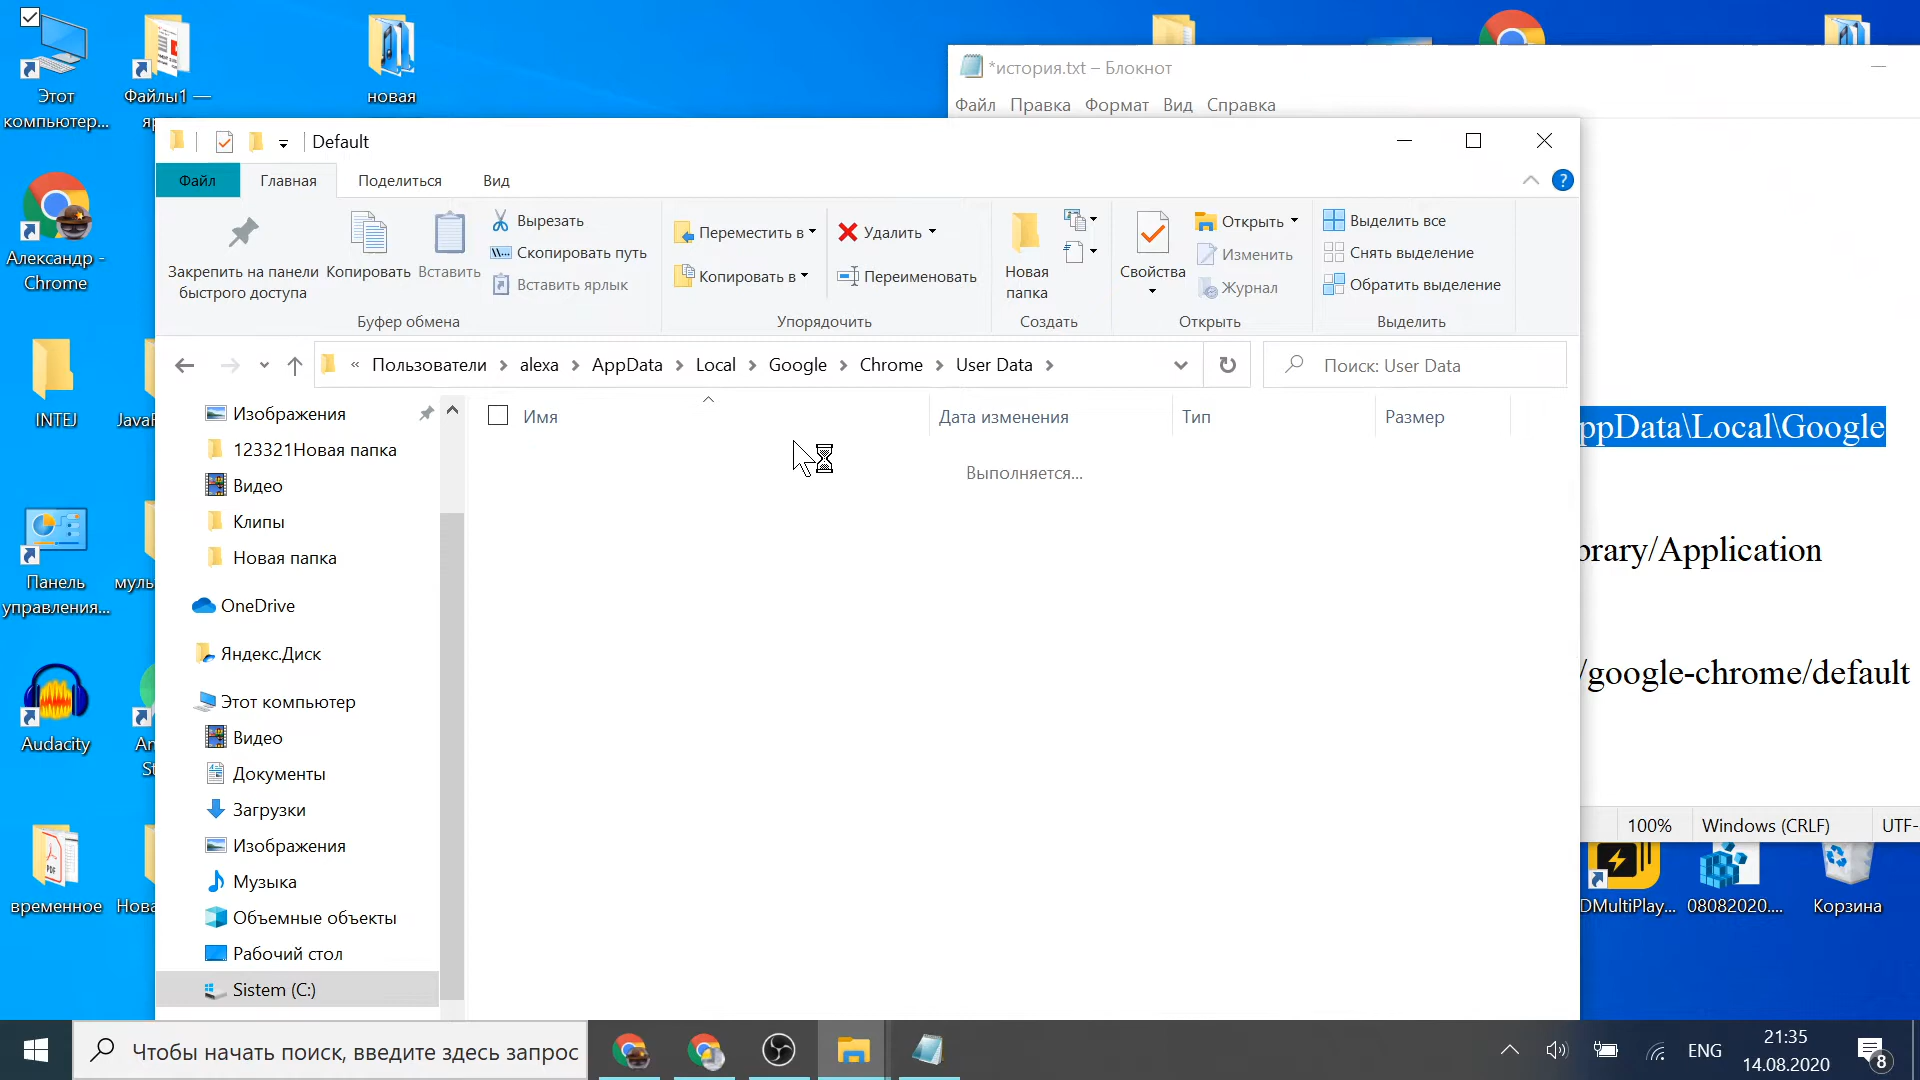 Этот
компьютер...
Файлы1 —
новая
Александр -
Chrome
INTEJ
Панель
управления...
Audacity
временное
*история.txt – Блокнот
Файл Правка Формат Вид Справка
Default
Файл Главная Поделиться Вид
Закрепить на панели
быстрого доступа
Копировать
Вставить
Вырезать
Скопировать путь
Вставить ярлык
Буфер обмена
Переместить в
Копировать в
Удалить
Переименовать
Упорядочить
Новая
папка
Создать
Свойства
Открыть
Изменить
Журнал
Открыть
Выделить все
Снять выделение
Обратить выделение
Выделить
« Пользователи > alexa > AppData > Local > Google > Chrome > User Data >
Поиск: User Data
Имя Дата изменения Тип Размер
Выполняется...
Изображения
123321Новая папка
Видео
Клипы
Новая папка
OneDrive
Яндекс.Диск
Этот компьютер
Видео
Документы
Загрузки
Изображения
Музыка
Объемные объекты
Рабочий стол
Sistem (C:)
ppData\Local\Google
brary/Application
/google-chrome/default
100% Windows (CRLF) UTF-
DMultiPlay...
08082020....
Корзина
Чтобы начать поиск, введите здесь запрос
ENG
21:35
14.08.2020
8